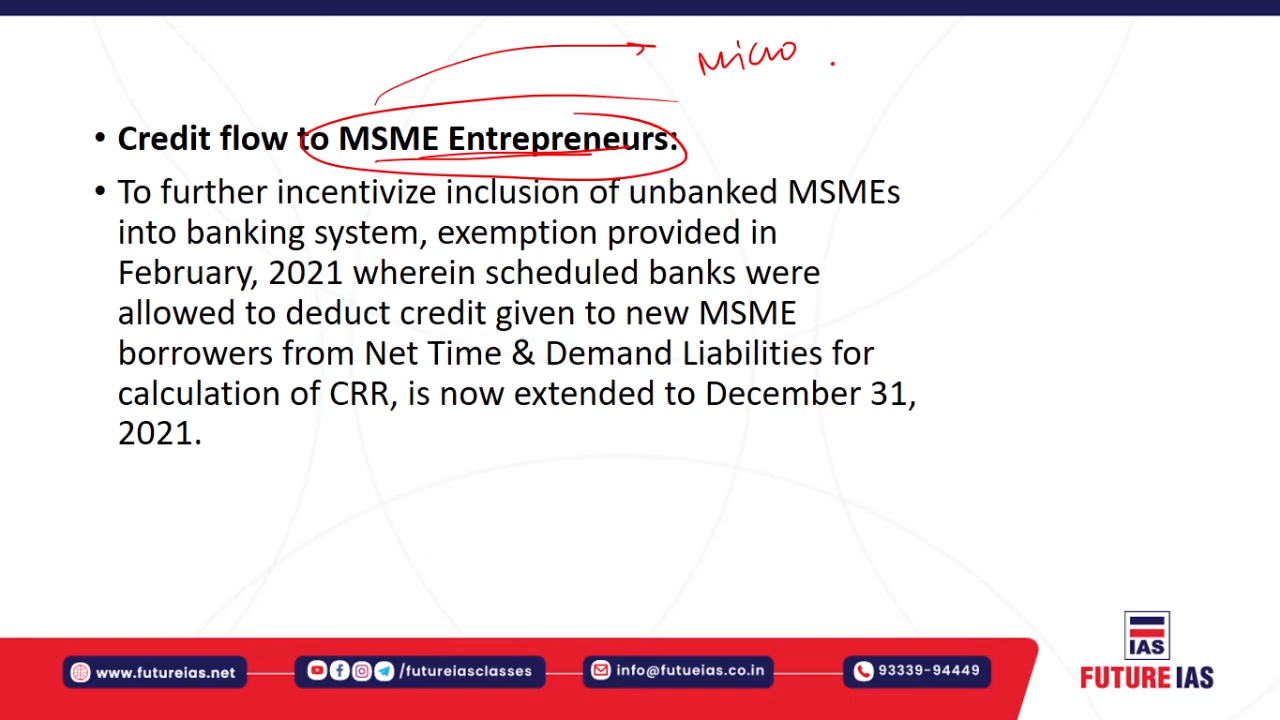 Micro .
• Credit flow to MSME Entrepreneurs:
• To further incentivize inclusion of unbanked MSMEs
into banking system, exemption provided in
February, 2021 wherein scheduled banks were
allowed to deduct credit given to new MSME
borrowers from Net Time & Demand Liabilities for
calculation of CRR, is now extended to December 31,
2021.
IAS
FUTURE IAS
www.futureias.net
/futureiasclasses
info@futueias.co.in
93339-94449